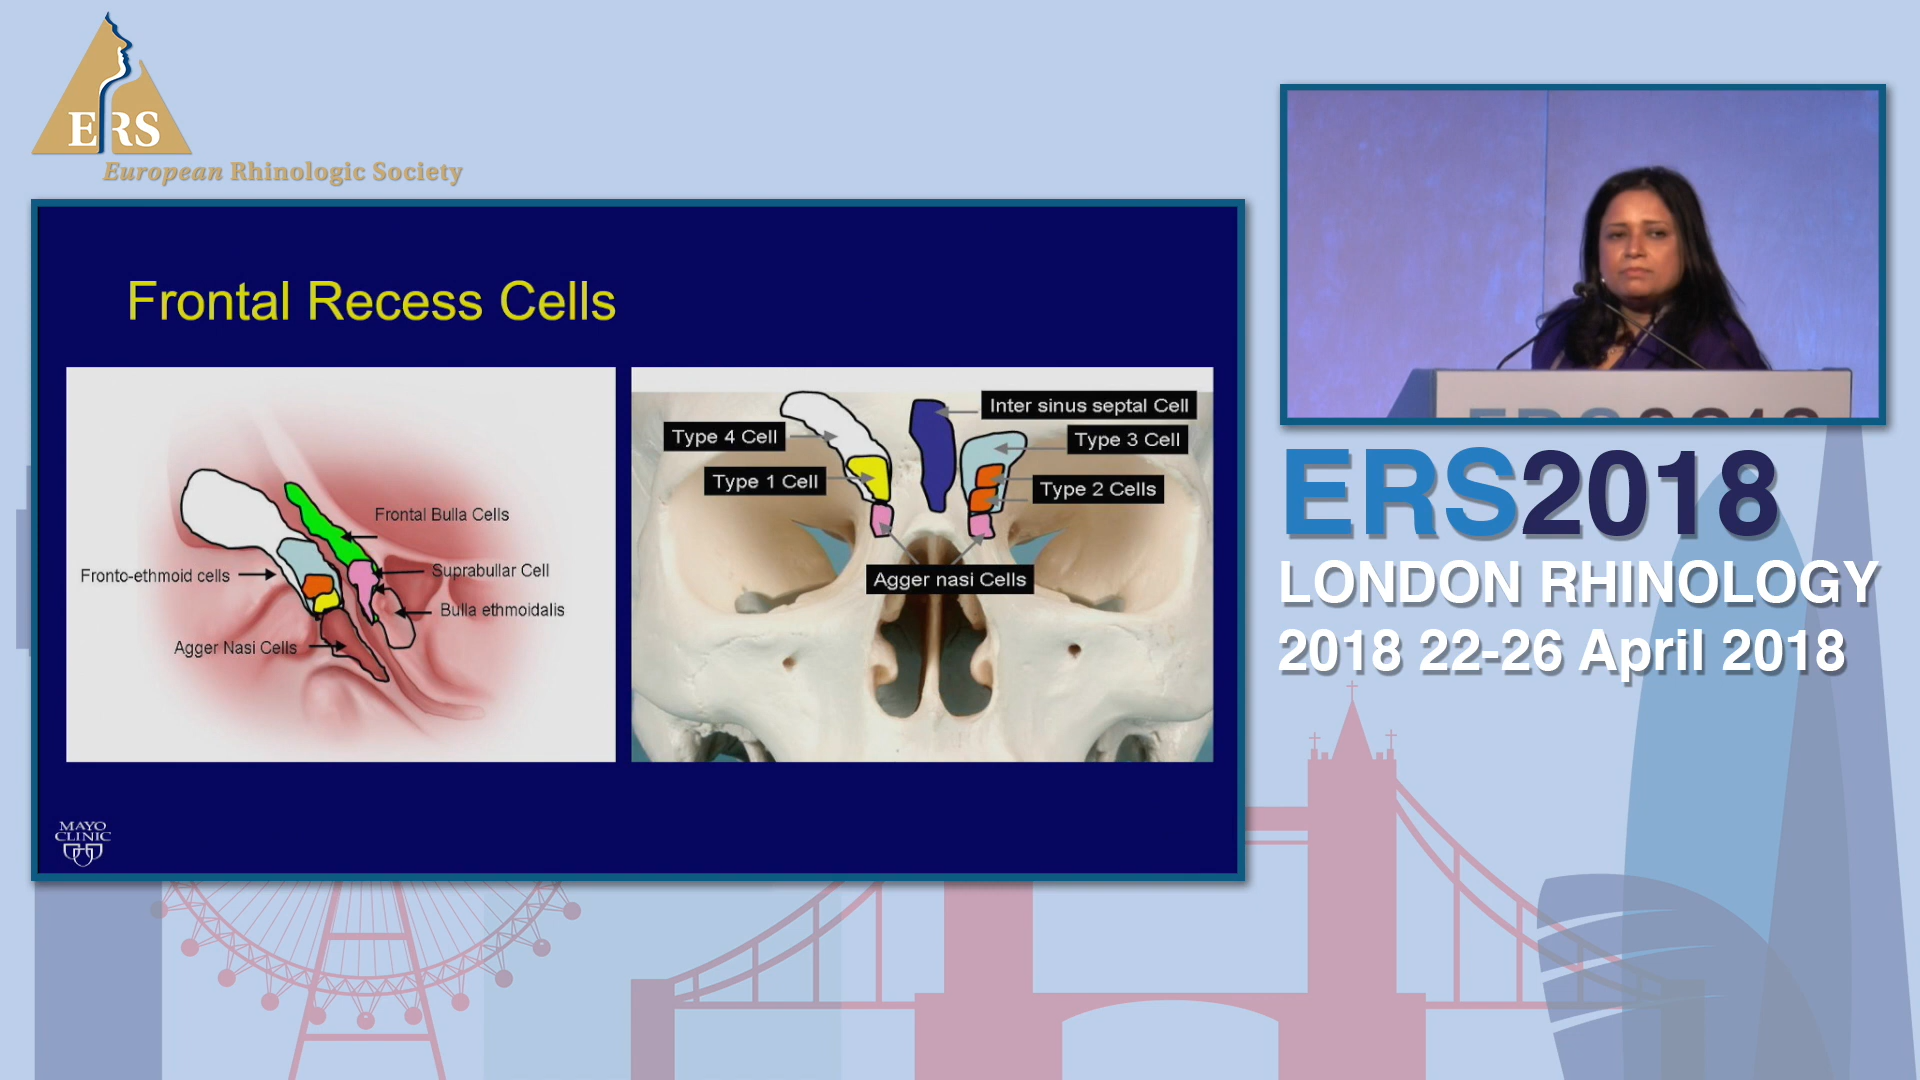 ERS
European Rhinologic Society
Frontal Recess Cells
Frontal Bulla Cells
Fronto-ethmoid cells
Suprabullar Cell
Bulla ethmoidalis
Agger Nasi Cells
Inter sinus septal Cell
Type 4 Cell
Type 3 Cell
Type 1 Cell
Type 2 Cells
Agger nasi Cells
MAYO
CLINIC
ERS 2018
ERS2018
LONDON RHINOLOGY
2018 22-26 April 2018